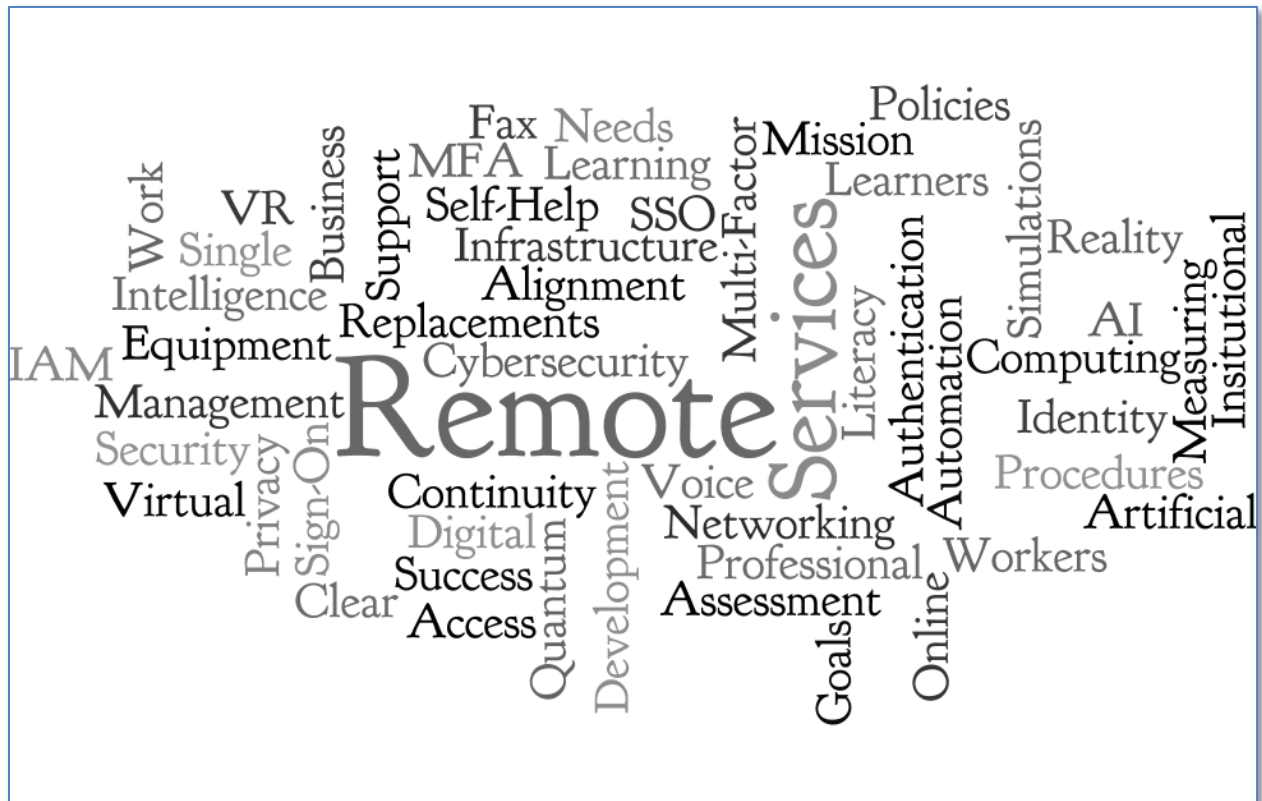 Policies
Fax
Needs
Mission
MFA
Learning
Learners
Work
VR
Business
Support
Self-Help
SSO
Multi-Factor
Services
Simulations
Single
Infrastructure
Reality
Insitutional
Intelligence
Alignment
Authentication
Measuring
Replacements
Literacy
AI
Equipment
IAM
Cybersecurity
Automation
Computing
Management
Remote
Identity
Security
Privacy
Sign-On
Continuity
Voice
Procedures
Virtual
Digital
Development
Networking
Artificial
Success
Quantum
Professional
Workers
Clear
Access
Assessment
Goals
Online